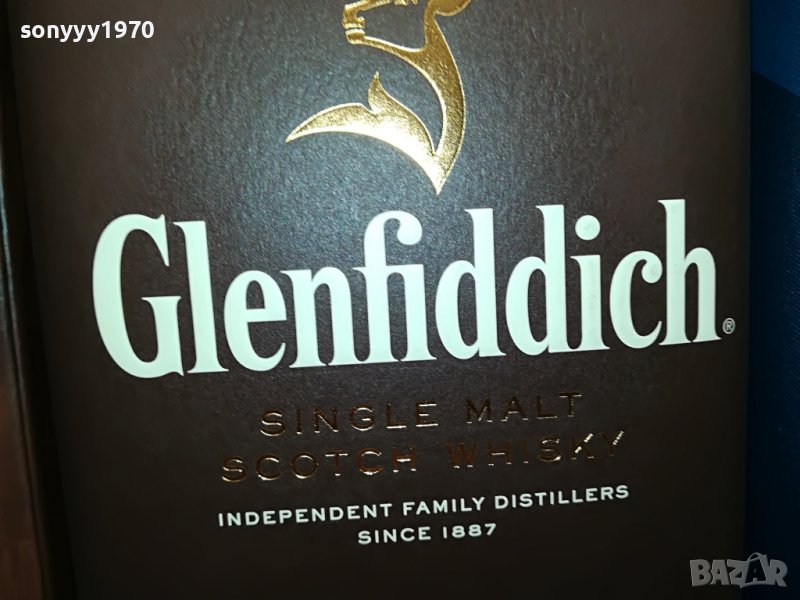 sonyyy1970
Glenfiddich®
SINGLE MALT
SCOTCH WHISKY
INDEPENDENT FAMILY DISTILLERS
SINCE 1887
BAZAR